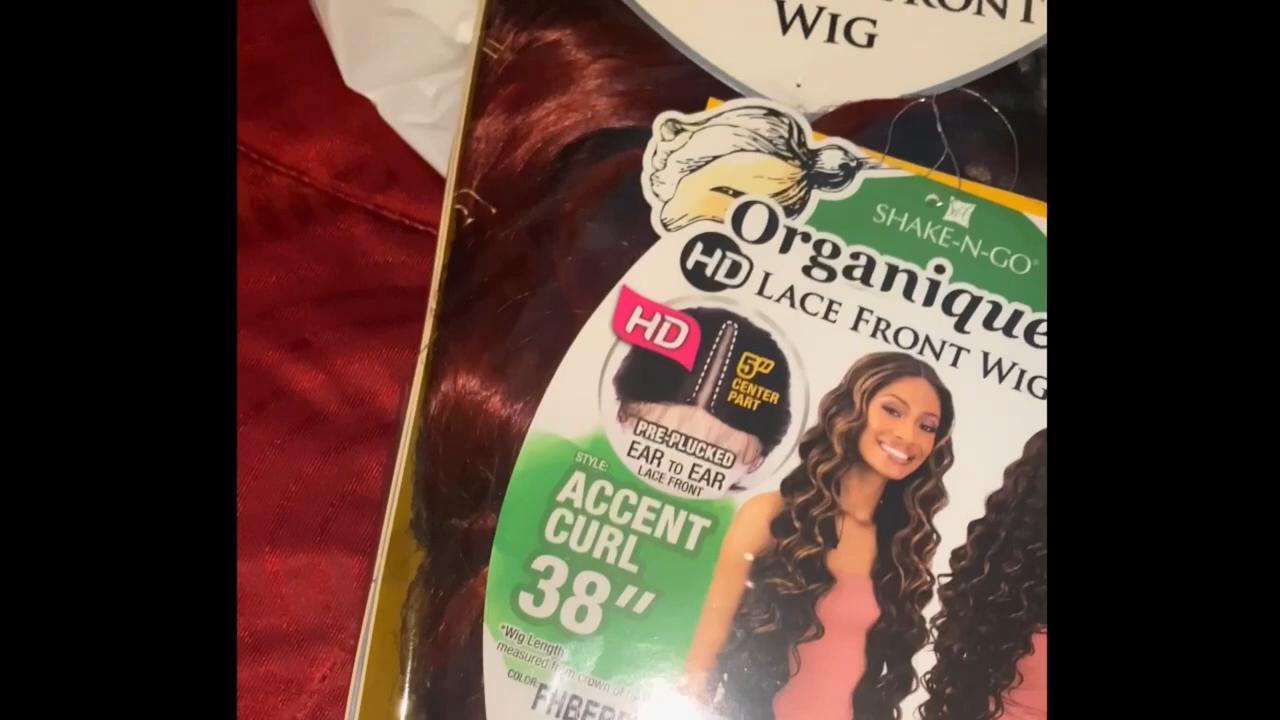 WIG
SHAKE-N-GO®
Organique
HD LACE FRONT WIG
HD
5" CENTER PART
PRE-PLUCKED
EAR TO EAR
LACE FRONT
STYLE:
ACCENT
CURL
38"
*Wig Length
measured from crown of
COLOR